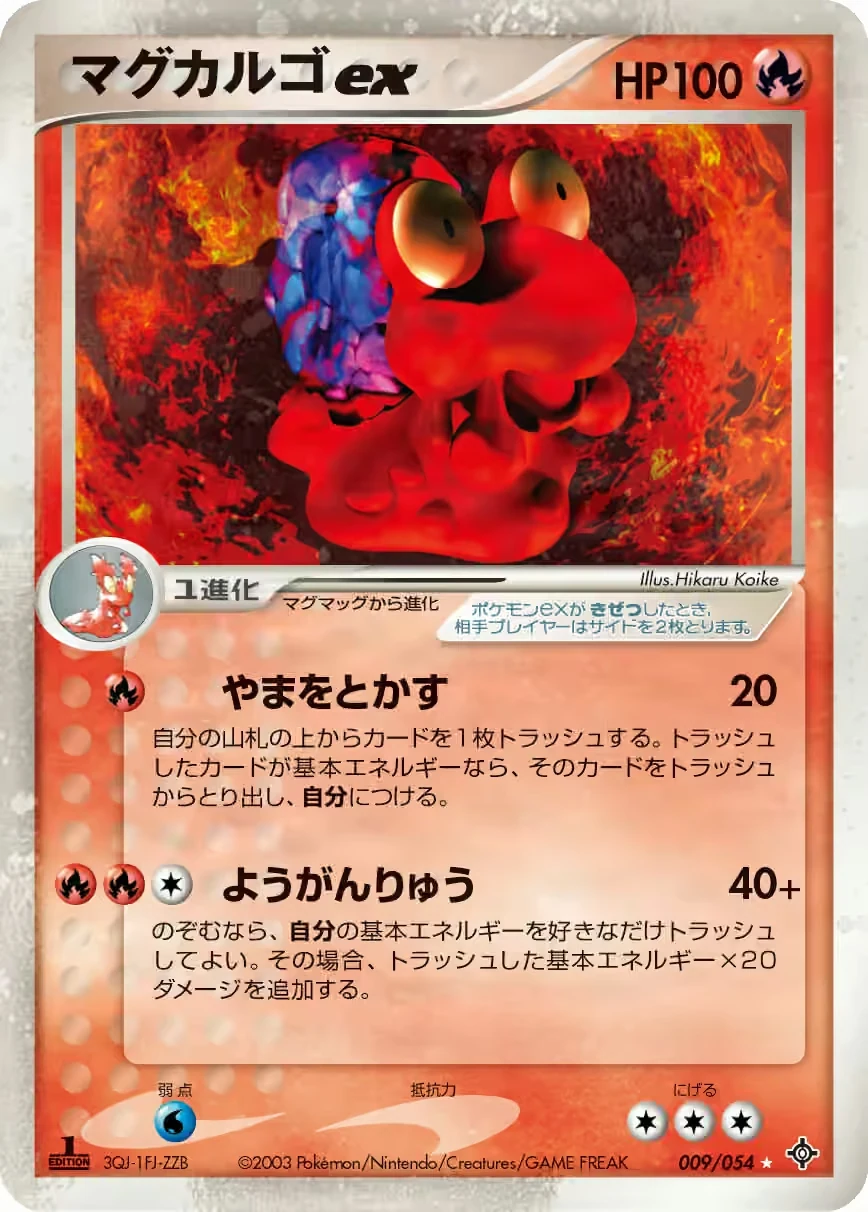 マグカルゴex
HP100
Illus.Hikaru Koike
1進化
マグマッグから進化
ポケモンexが きぜつしたとき、
相手プレイヤーはサイドを2枚とります。
やまをとかす 20
自分の山札の上からカードを1枚トラッシュする。トラッシュ
したカードが基本エネルギーなら、そのカードをトラッシュ
からとり出し、自分につける。
ようがんりゅう 40+
のぞむなら、自分の基本エネルギーを好きなだけトラッシュ
してよい。その場合、トラッシュした基本エネルギー×20
ダメージを追加する。
弱点 抵抗力 にげる
1
EDITION
3QJ-1FJ-ZZB ©2003 Pokémon/Nintendo/Creatures/GAME FREAK. 009/054 ★